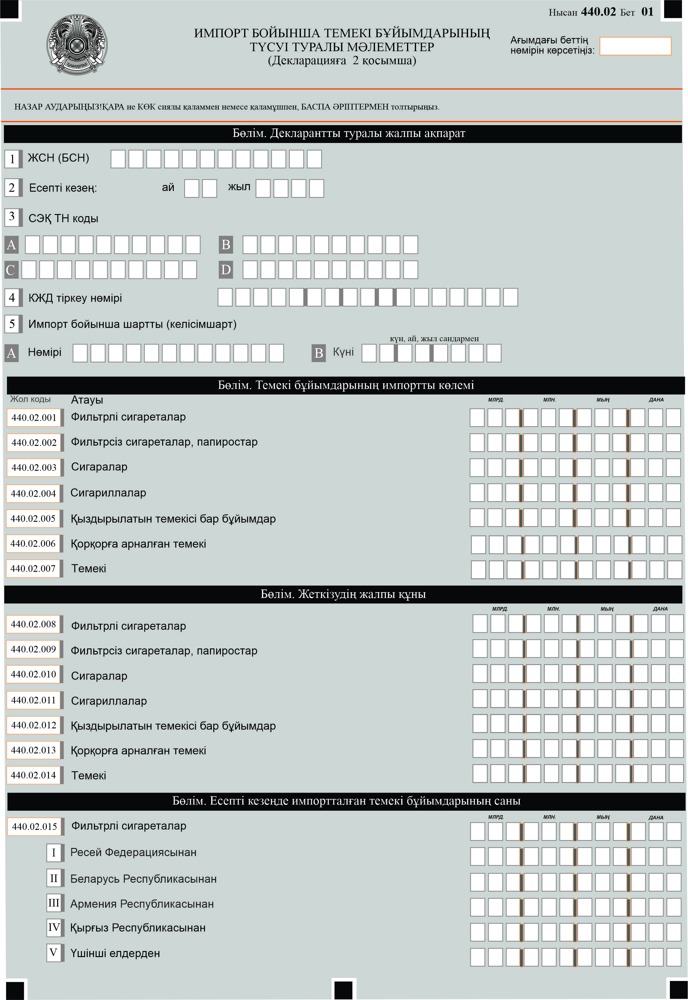 Нысан 440.02 Бет 01
ИМПОРТ БОЙЫНША ТЕМЕКІ БҰЙЫМДАРЫНЫҢ
ТҮСУІ ТУРАЛЫ МӘЛЕМЕТТЕР
(Декларацияға 2 қосымша)
Ағымдағы беттің
нөмірін көрсетіңіз:
ҚАЗАҚСТАН
НАЗАР АУДАРЫҢЫЗ!ҚАРА не КӨК сиялы қаламмен немесе қаламұшпен, БАСПА ӘРІПТЕРМЕН толтырыңыз.
Бөлім. Декларантты туралы жалпы ақпарат
1 ЖСН (БСН)
2 Есепті кезең: ай жыл
3 СЭҚ ТН коды
A B
C D
4 КЖД тіркеу нөмірі
5 Импорт бойынша шартты (келісімшарт)
күн, ай, жыл сандармен
A Нөмірі B Күні
Бөлім. Темекі бұйымдарының импортты көлемі
Жол коды Атауы МЛРД. МЛН. МЫҢ ДАНА
440.02.001 Фильтрлі сигареталар
440.02.002 Фильтрсіз сигареталар, папиростар
440.02.003 Сигаралар
440.02.004 Сигариллалар
440.02.005 Қыздырылатын темекісі бар бұйымдар
440.02.006 Қорқорға арналған темекі
440.02.007 Темекі
Бөлім. Жеткізудің жалпы құны
МЛРД. МЛН. МЫҢ ДАНА
440.02.008 Фильтрлі сигареталар
440.02.009 Фильтрсіз сигареталар, папиростар
440.02.010 Сигаралар
440.02.011 Сигариллалар
440.02.012 Қыздырылатын темекісі бар бұйымдар
440.02.013 Қорқорға арналған темекі
440.02.014 Темекі
Бөлім. Есепті кезеңде импортталған темекі бұйымдарының саны
МЛРД. МЛН. МЫҢ ДАНА
440.02.015 Фильтрлі сигареталар
I Ресей Федерациясынан
II Беларусь Республикасынан
III Армения Республикасынан
IV Қырғыз Республикасынан
V Үшінші елдерден